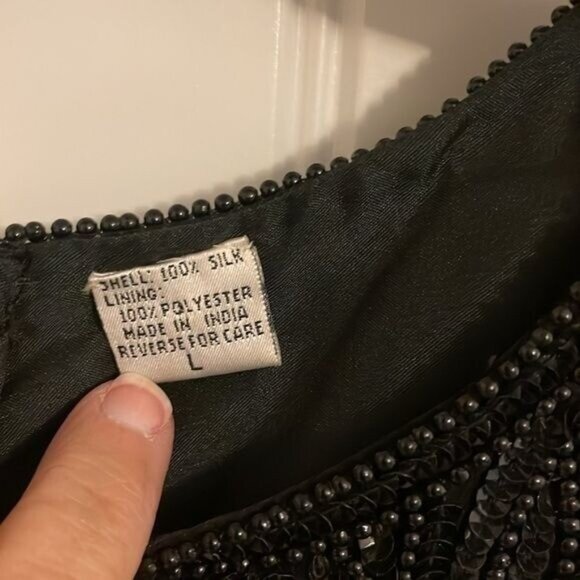 SHELL: 100% SILK
LINING:
100% POLYESTER
MADE IN INDIA
REVERSE FOR CARE
L